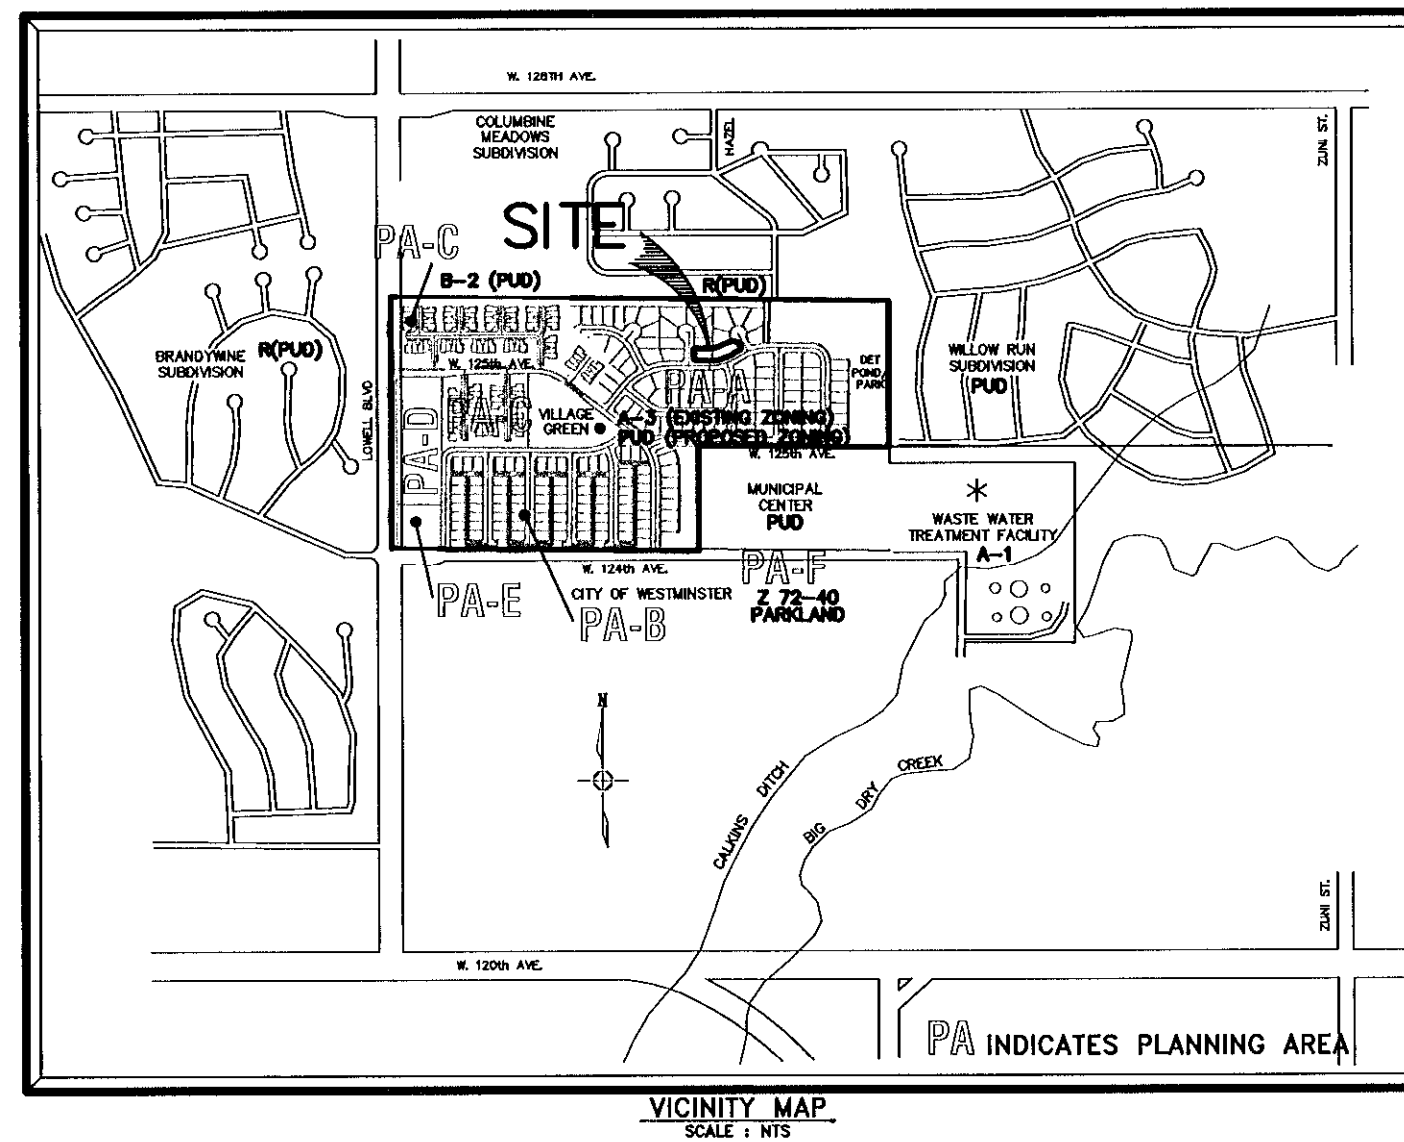 W. 128TH AVE.
COLUMBINE
MEADOWS
SUBDIVISION
HAZEL
ZUNI ST.
SITE
PA-C
B-2 (PUD)
R(PUD)
BRANDYWINE
SUBDIVISION
R(PUD)
LOWELL BLVD
W. 125th AVE.
DET
POND/
PARK
WILLOW RUN
SUBDIVISION
PUD
PA-A
PA-D
PA-C
VILLAGE
GREEN
A-3 (EXISTING ZONING)
PUD (PROPOSED ZONING)
W. 125th AVE.
MUNICIPAL
CENTER
PUD
WASTE WATER
TREATMENT FACILITY
A-1
W. 124th AVE.
PA-E
CITY OF WESTMINSTER
PA-B
PA-F
Z 72-40
PARKLAND
N
CALKINS DITCH
BIG DRY CREEK
ZUNI ST.
W. 120th AVE.
PA INDICATES PLANNING AREA
VICINITY MAP
SCALE : NTS